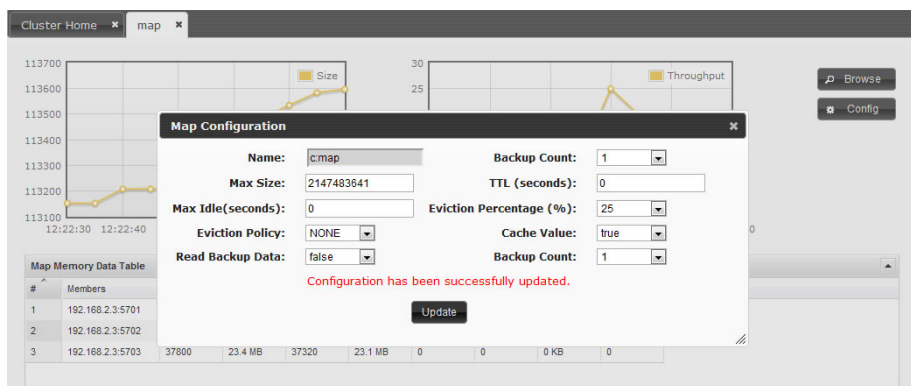 Cluster Home × map ×
113700
113600
113500
113400
113300
113200
113100
12:22:30 12:22:40
Size
30
25
Throughput
Browse
Config
Map Configuration ×
Name: c:map Backup Count: 1
Max Size: 2147483641 TTL (seconds): 0
Max Idle(seconds): 0 Eviction Percentage (%): 25
Eviction Policy: NONE Cache Value: true
Read Backup Data: false Backup Count: 1
Configuration has been successfully updated.
Update
0
Map Memory Data Table
# Members
1 192.168.2.3:5701
2 192.168.2.3:5702
3 192.168.2.3:5703 37800 23.4 MB 37320 23.1 MB 0 0 0 KB 0